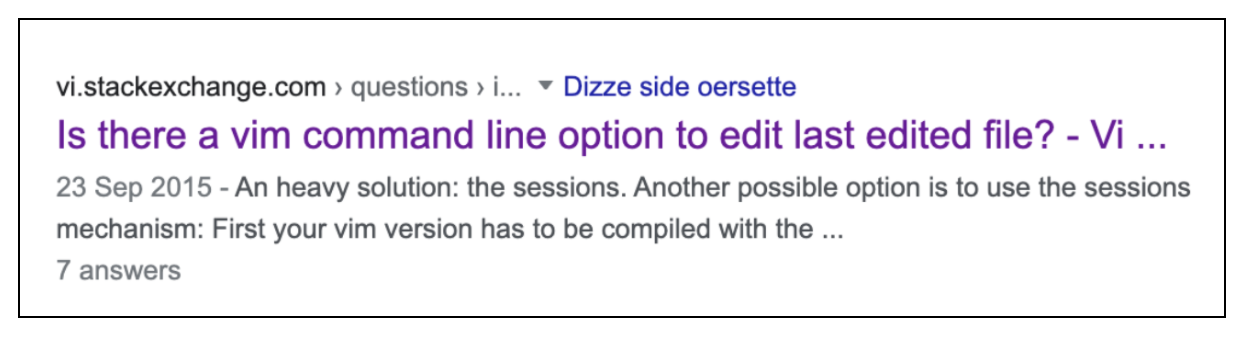 vi.stackexchange.com › questions › i... ▼ Dizze side oersette
Is there a vim command line option to edit last edited file? - Vi ...
23 Sep 2015 - An heavy solution: the sessions. Another possible option is to use the sessions
mechanism: First your vim version has to be compiled with the ...
7 answers